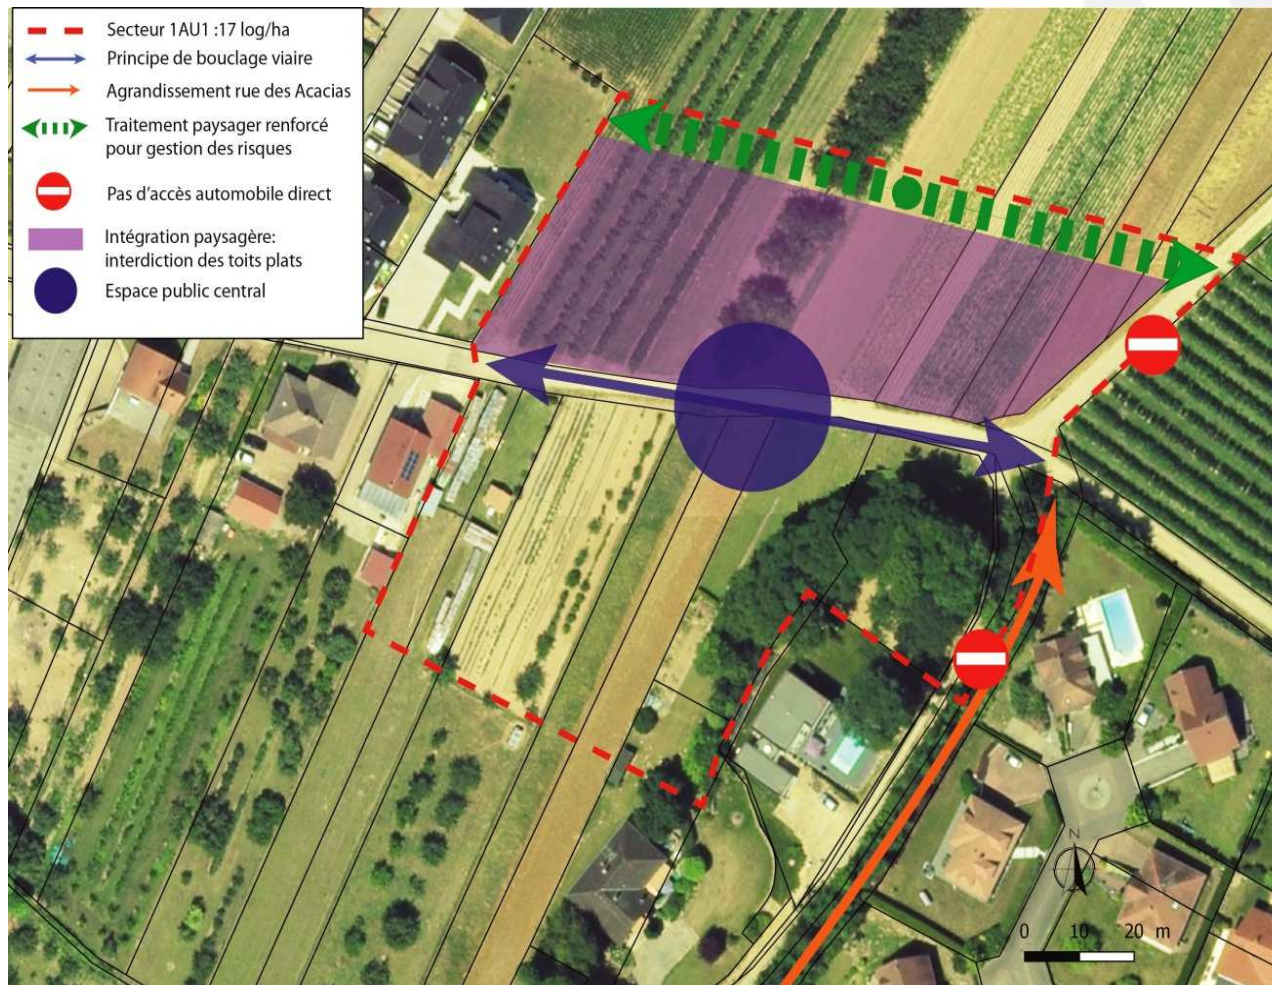 Secteur 1AU1 :17 log/ha
Principe de bouclage viaire
Agrandissement rue des Acacias
Traitement paysager renforcé
pour gestion des risques
Pas d'accès automobile direct
Intégration paysagère:
interdiction des toits plats
Espace public central
N
0 10 20 m